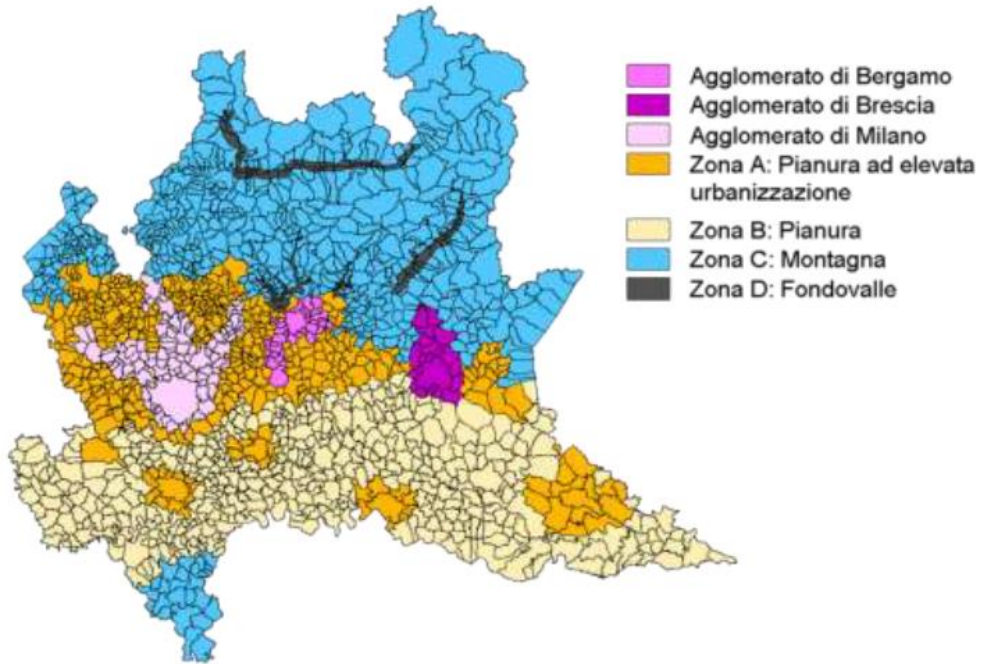 Agglomerato di Bergamo
Agglomerato di Brescia
Agglomerato di Milano
Zona A: Pianura ad elevata
urbanizzazione
Zona B: Pianura
Zona C: Montagna
Zona D: Fondovalle